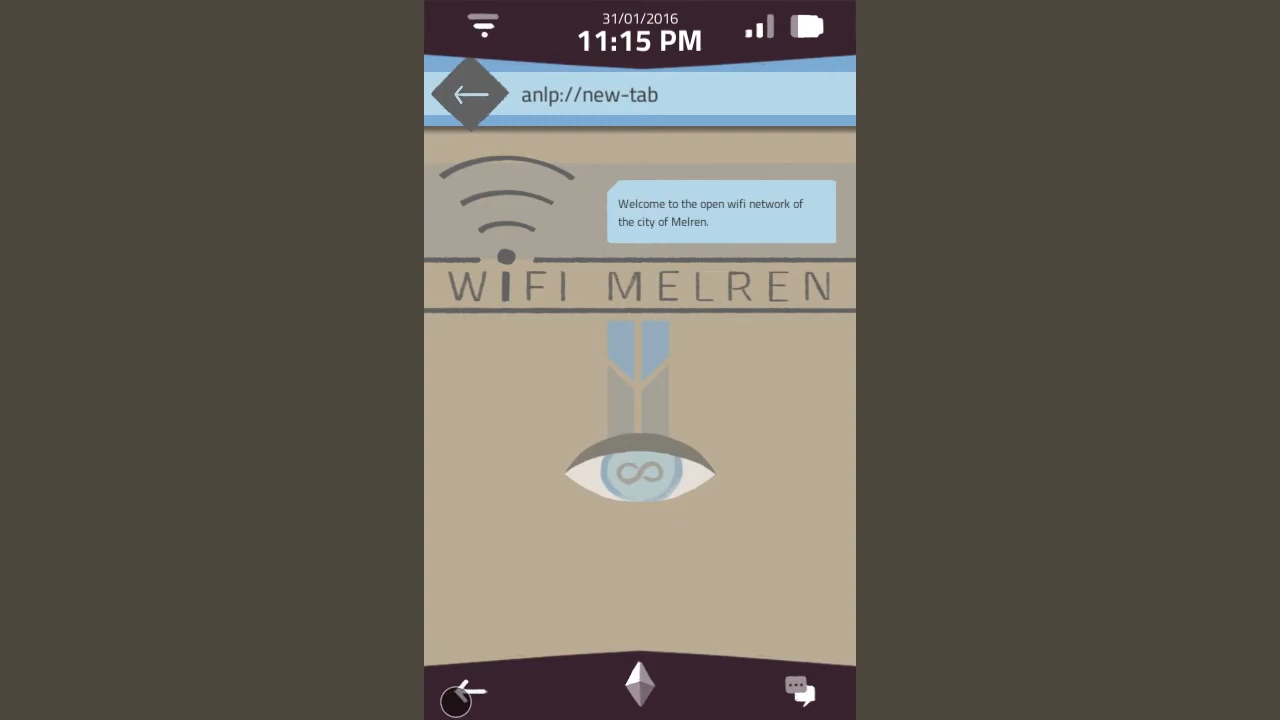 31/01/2016
11:15 PM
anlp://new-tab
Welcome to the open wifi network of
the city of Melren.
WiFI MELREN